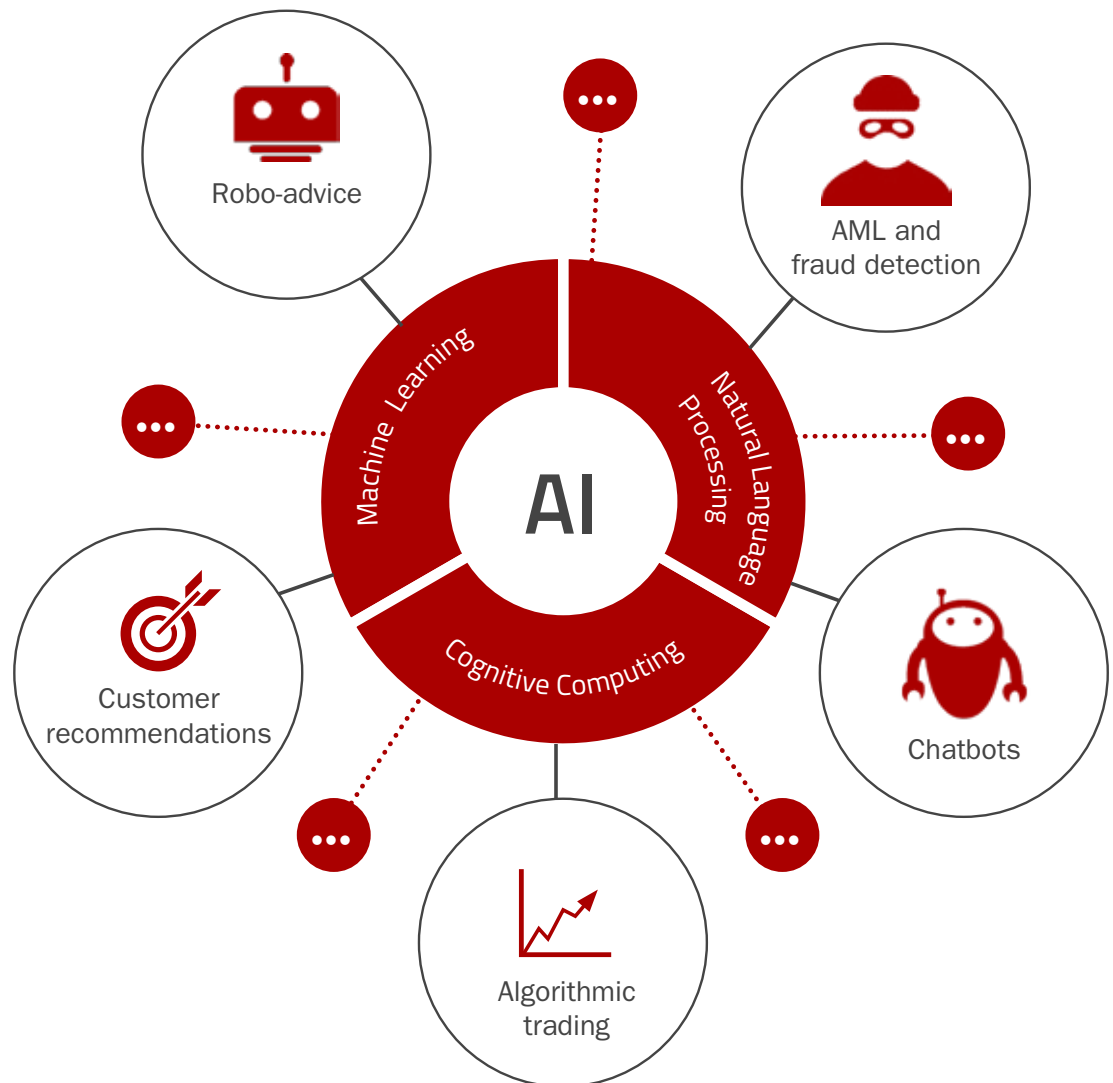 Robo-advice
AML and
fraud detection
Machine Learning
Natural Language
Processing
AI
Cognitive Computing
Customer
recommendations
Chatbots
Algorithmic
trading